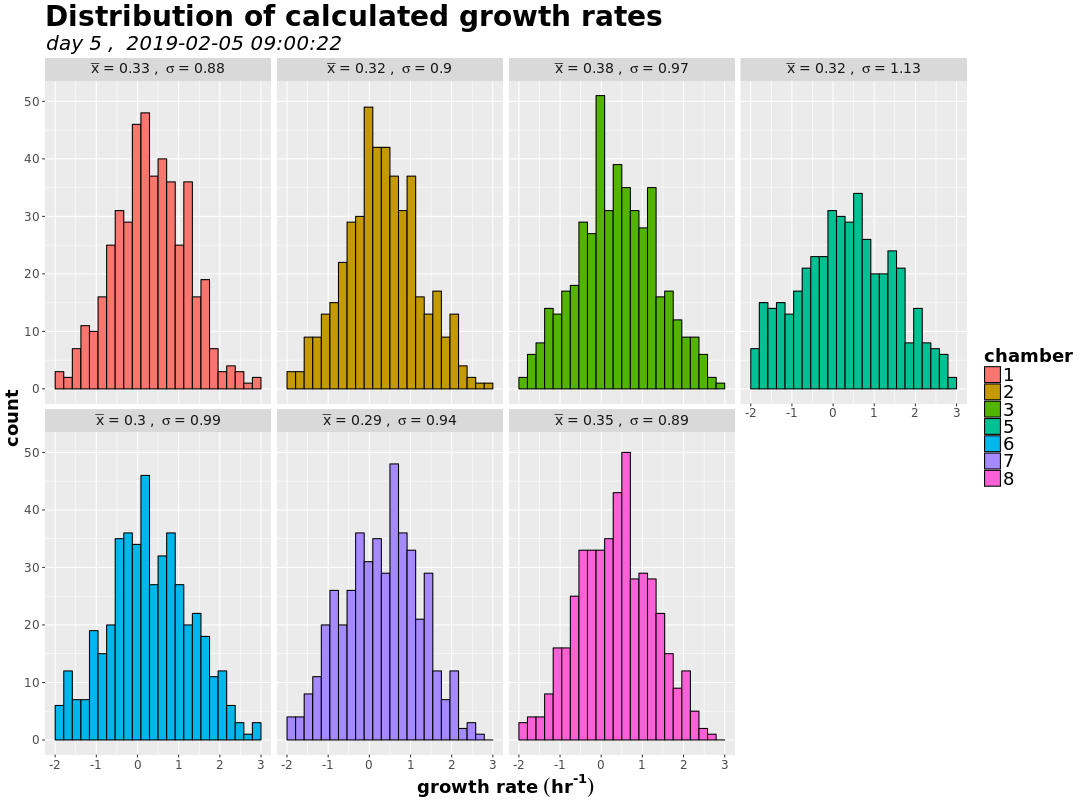 Distribution of calculated growth rates
day 5 , 2019-02-05 09:00:22
x̅ = 0.33 , σ = 0.88
x̅ = 0.32 , σ = 0.9
x̅ = 0.38 , σ = 0.97
x̅ = 0.32 , σ = 1.13
50
40
30
20
10
0
-2 -1 0 1 2 3
count
chamber
1
2
3
5
6
7
8
x̅ = 0.3 , σ = 0.99
x̅ = 0.29 , σ = 0.94
x̅ = 0.35 , σ = 0.89
50
40
30
20
10
0
-2 -1 0 1 2 3
-2 -1 0 1 2 3
-2 -1 0 1 2 3
growth rate (hr⁻¹)